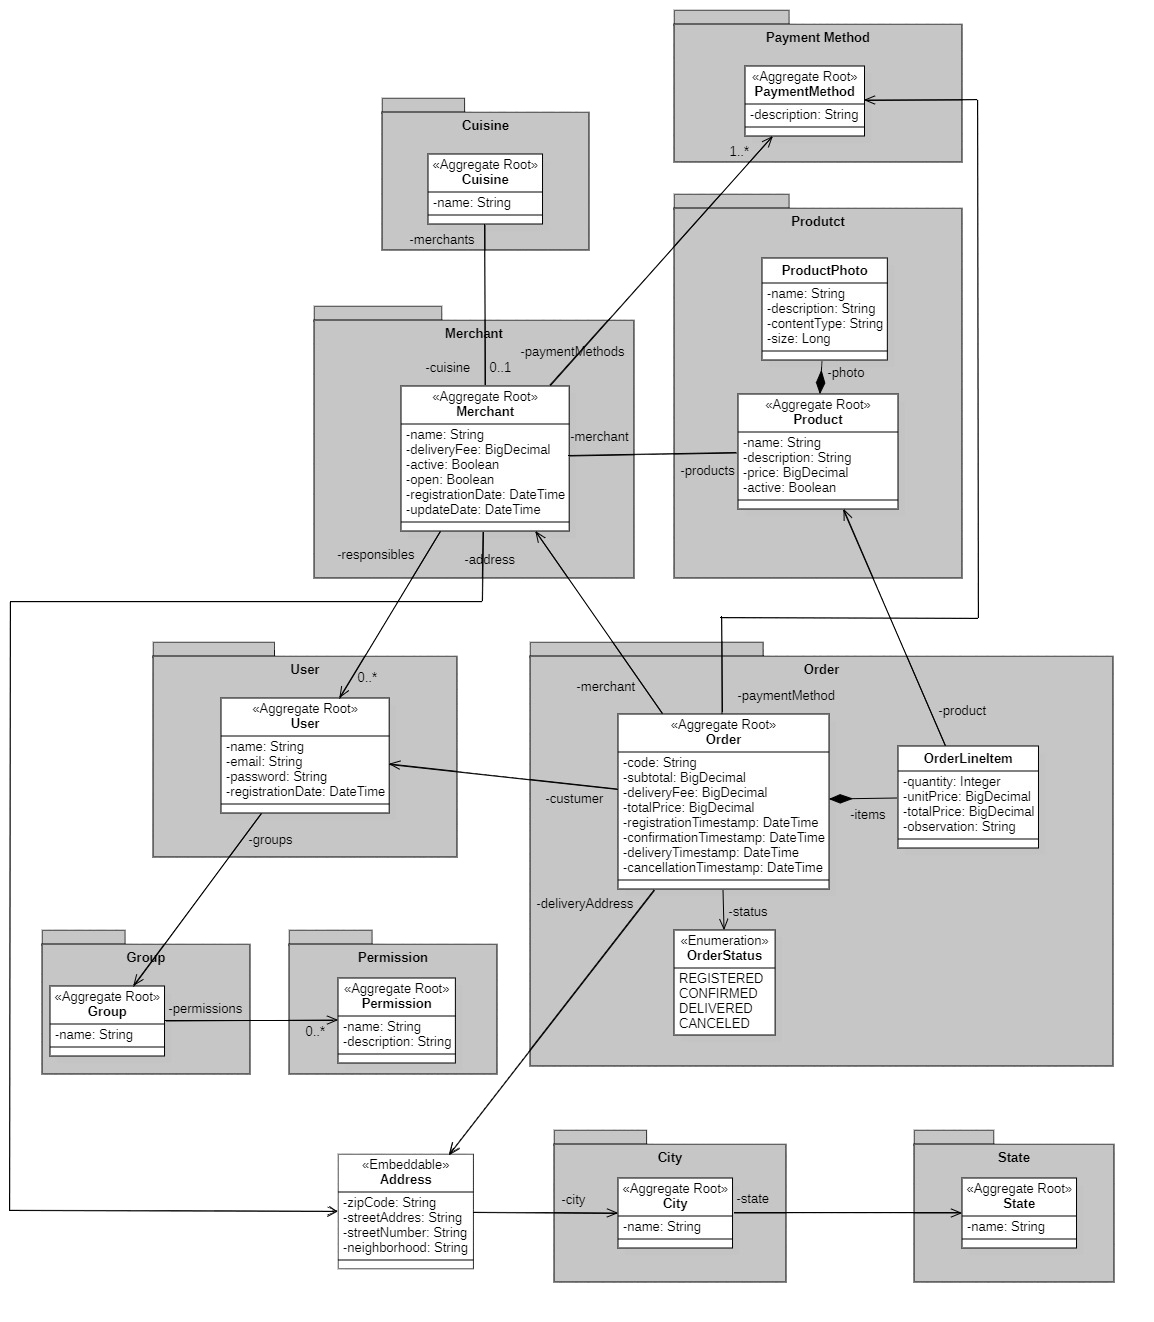 Payment Method
«Aggregate Root»
PaymentMethod
-description: String
1..*
Cuisine
«Aggregate Root»
Cuisine
-name: String
-merchants
Produtct
ProductPhoto
-name: String
-description: String
-contentType: String
-size: Long
-photo
«Aggregate Root»
Product
-name: String
-description: String
-price: BigDecimal
-active: Boolean
Merchant
-paymentMethods
-cuisine
0..1
«Aggregate Root»
Merchant
-name: String
-deliveryFee: BigDecimal
-active: Boolean
-open: Boolean
-registrationDate: DateTime
-updateDate: DateTime
-merchant
-products
-responsibles
-address
User
0..*
«Aggregate Root»
User
-name: String
-email: String
-password: String
-registrationDate: DateTime
-groups
Order
-merchant
-paymentMethod
-product
«Aggregate Root»
Order
-code: String
-subtotal: BigDecimal
-deliveryFee: BigDecimal
-totalPrice: BigDecimal
-registrationTimestamp: DateTime
-confirmationTimestamp: DateTime
-deliveryTimestamp: DateTime
-cancellationTimestamp: DateTime
-custumer
-items
OrderLineItem
-quantity: Integer
-unitPrice: BigDecimal
-totalPrice: BigDecimal
-observation: String
-deliveryAddress
-status
«Enumeration»
OrderStatus
REGISTERED
CONFIRMED
DELIVERED
CANCELED
Group
«Aggregate Root»
Group
-name: String
-permissions
0..*
Permission
«Aggregate Root»
Permission
-name: String
-description: String
«Embeddable»
Address
-zipCode: String
-streetAddres: String
-streetNumber: String
-neighborhood: String
City
-city
«Aggregate Root»
City
-name: String
-state
State
«Aggregate Root»
State
-name: String